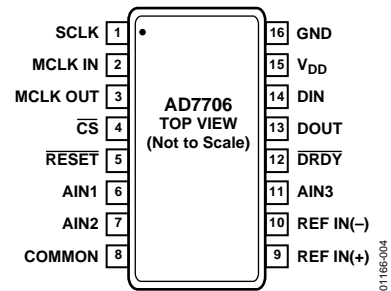 SCLK 1
MCLK IN 2
MCLK OUT 3
CS 4
RESET 5
AIN1 6
AIN2 7
COMMON 8
AD7706
TOP VIEW
(Not to Scale)
16 GND
15 VDD
14 DIN
13 DOUT
12 DRDY
11 AIN3
10 REF IN(–)
9 REF IN(+)
01166-004